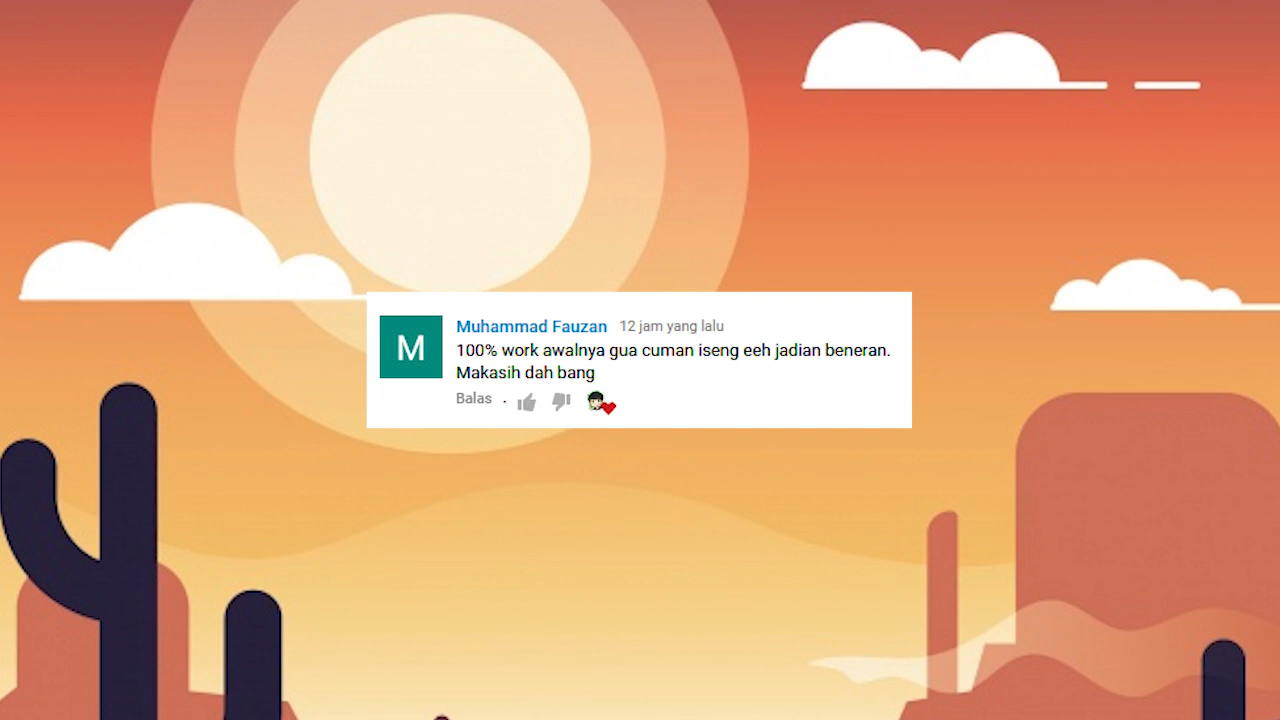 M
Muhammad Fauzan 12 jam yang lalu
100% work awalnya gua cuman iseng eeh jadian beneran.
Makasih dah bang
Balas .